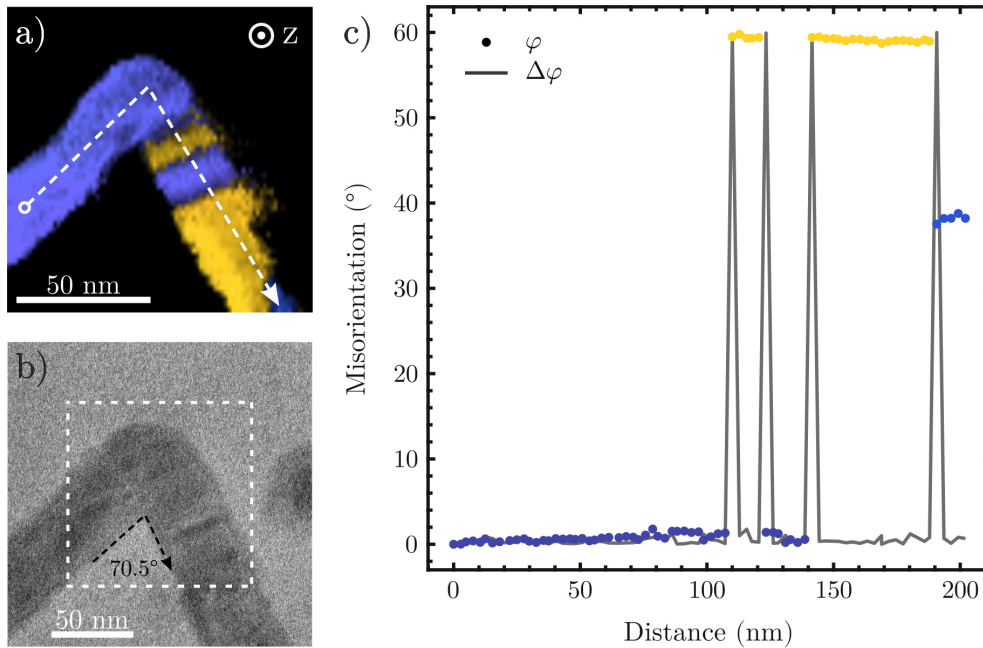 a)
z
50 nm
b)
70.5°
50 nm
c)
φ
Δφ
Misorientation (°)
60
50
40
30
20
10
0
0
50
100
150
200
Distance (nm)